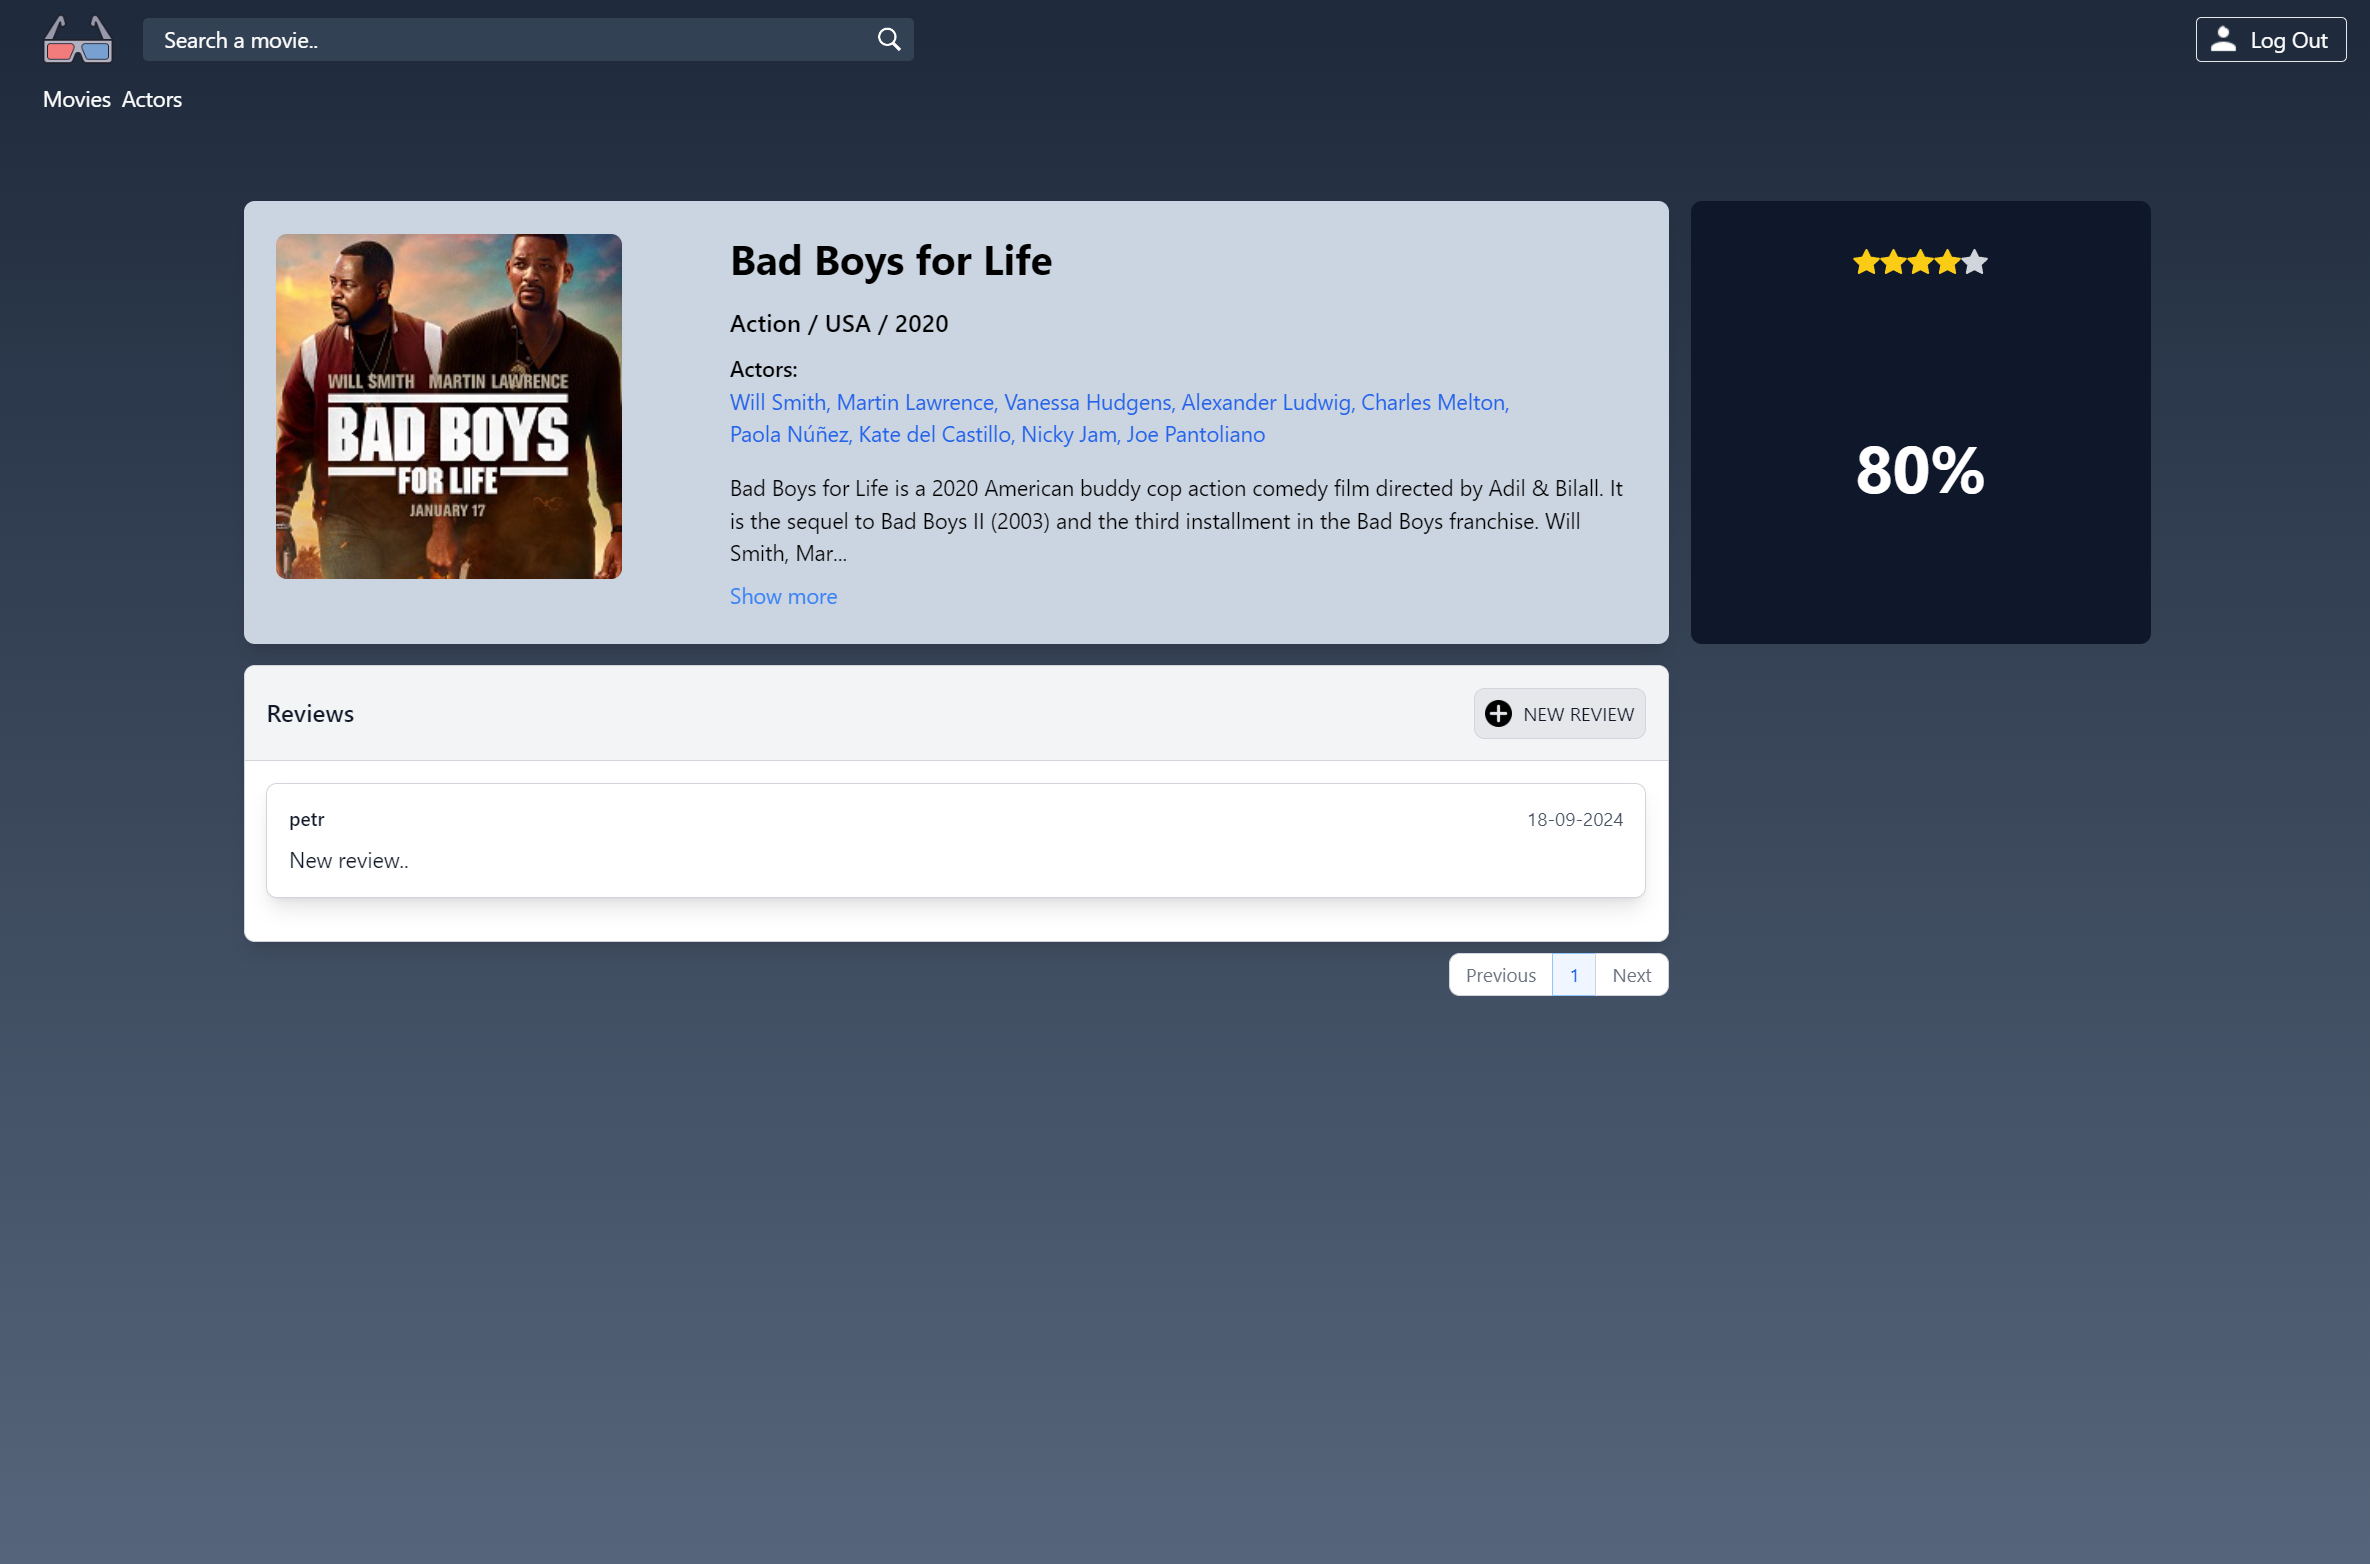 Search a movie..
Log Out
Movies Actors
WILL SMITH MARTIN LAWRENCE
BAD BOYS
FOR LIFE
JANUARY 17
Bad Boys for Life
Action / USA / 2020
Actors:
Will Smith, Martin Lawrence, Vanessa Hudgens, Alexander Ludwig, Charles Melton,
Paola Núñez, Kate del Castillo, Nicky Jam, Joe Pantoliano
Bad Boys for Life is a 2020 American buddy cop action comedy film directed by Adil & Bilall. It
is the sequel to Bad Boys II (2003) and the third installment in the Bad Boys franchise. Will
Smith, Mar...
Show more
80%
Reviews
NEW REVIEW
petr
18-09-2024
New review..
Previous 1 Next